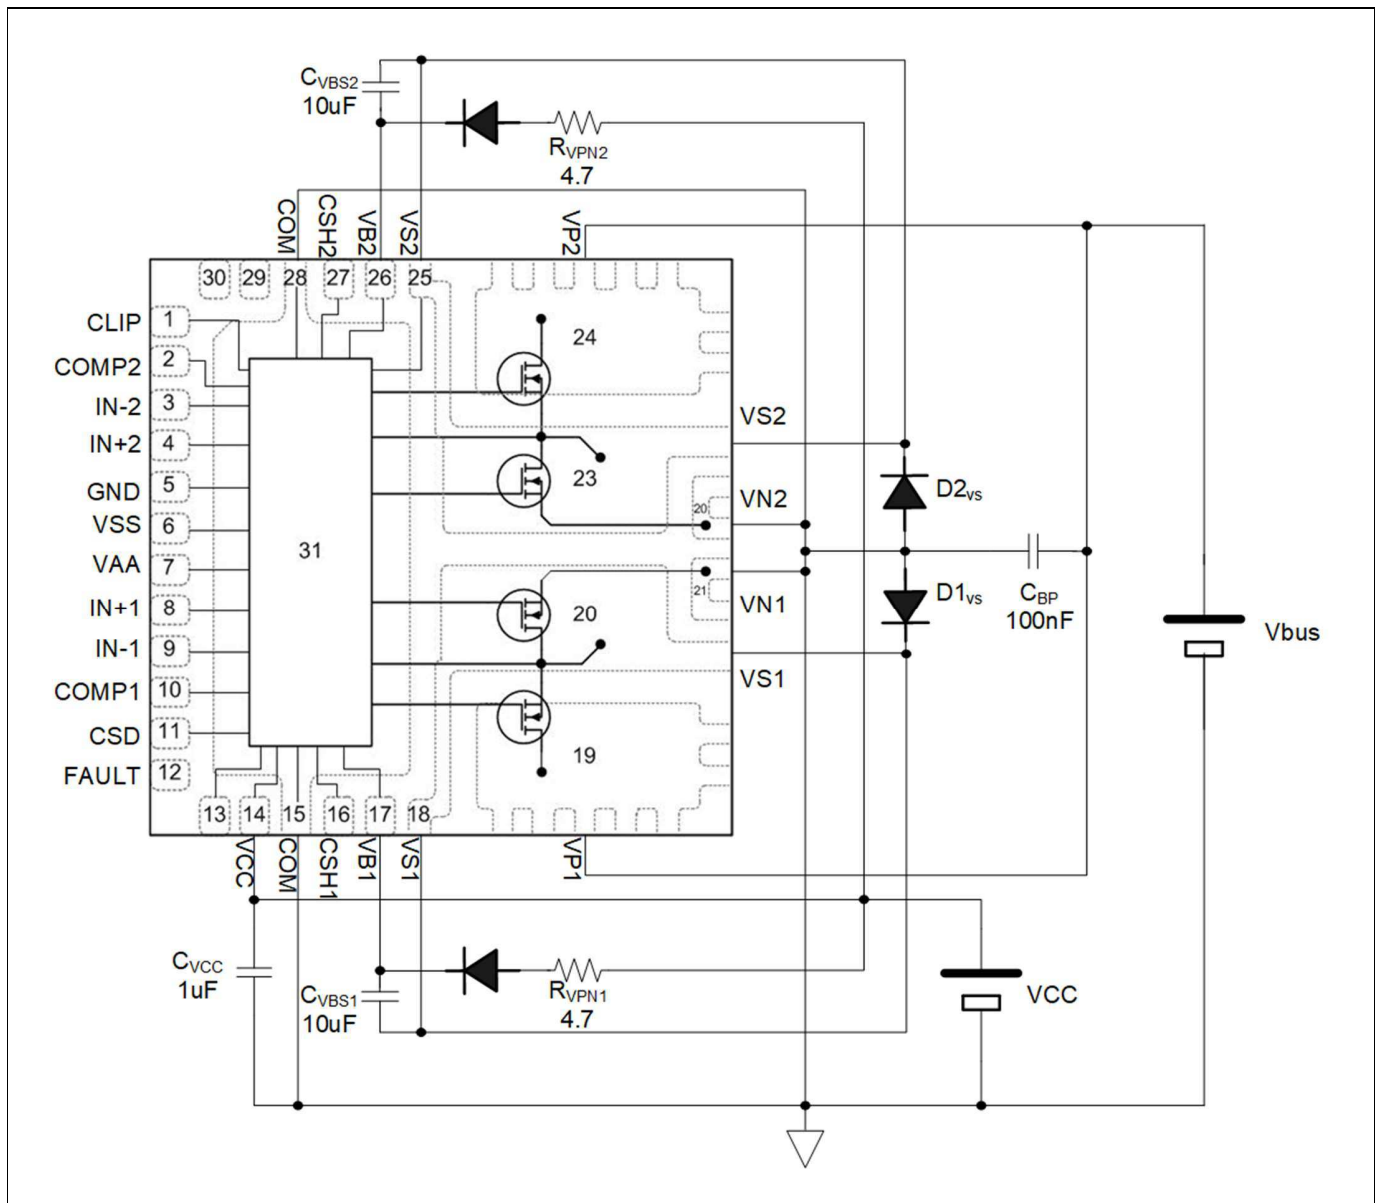 CVBS2
10uF
RVPN2
4.7
COM
CSH2
VB2
VS2
VP2
30
29
28
27
26
25
CLIP
1
24
COMP2
2
IN-2
3
VS2
IN+2
4
23
GND
5
D2vs
VN2
20
VSS
6
31
VAA
7
21
D1vs
CBP
100nF
VN1
IN+1
8
20
Vbus
IN-1
9
VS1
COMP1
10
CSD
11
19
FAULT
12
13
14
15
16
17
18
VCC
COM
CSH1
VB1
VS1
VP1
CVCC
1uF
CVBS1
10uF
RVPN1
4.7
VCC